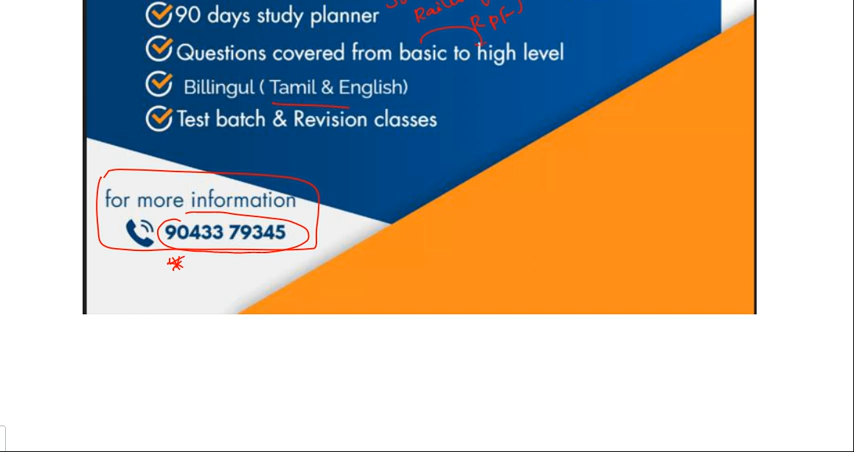 90 days study planner
Questions covered from basic to high level
Billingul ( Tamil & English)
Test batch & Revision classes
for more information
90433 79345